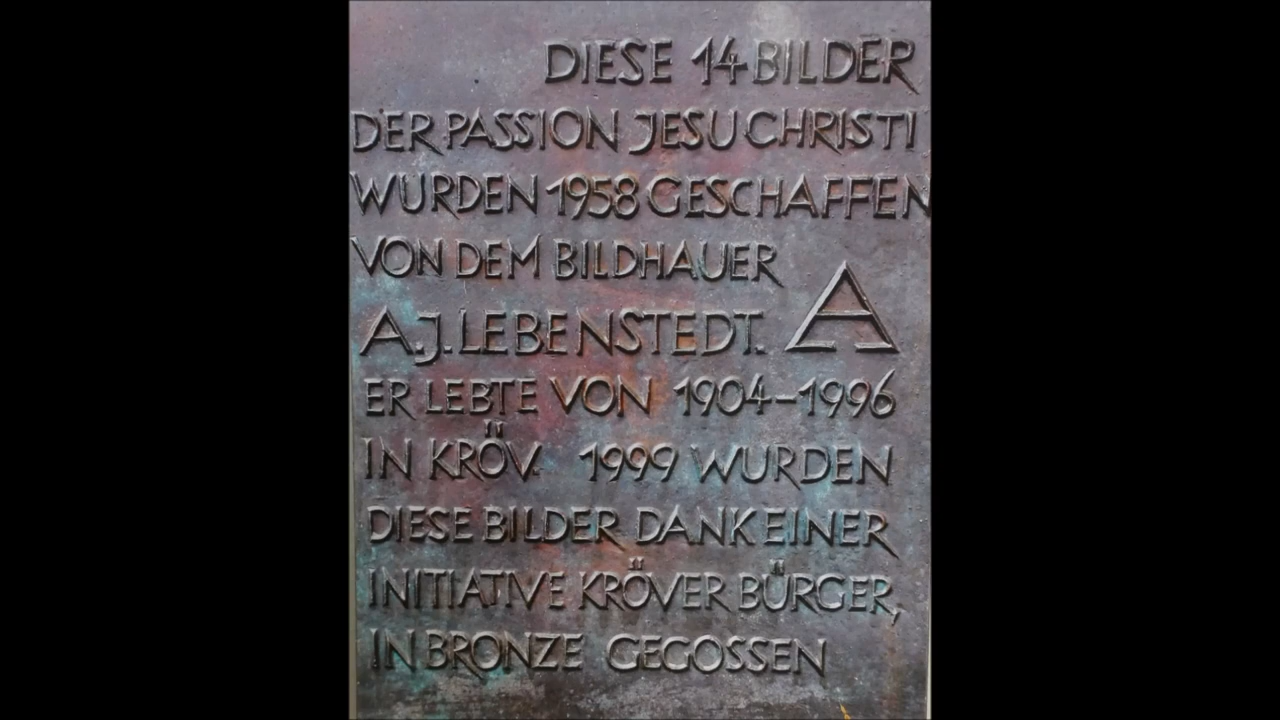 DIESE 14 BILDER
DER PASSION JESU CHRISTI
WURDEN 1958 GESCHAFFEN
VON DEM BILDHAUER
A.J. LEBENSTEDT. A
ER LEBTE VON 1904-1996
IN KRÖV. 1999 WURDEN
DIESE BILDER DANK EINER
INITIATIVE KRÖVER BÜRGER,
IN BRONZE GEGOSSEN